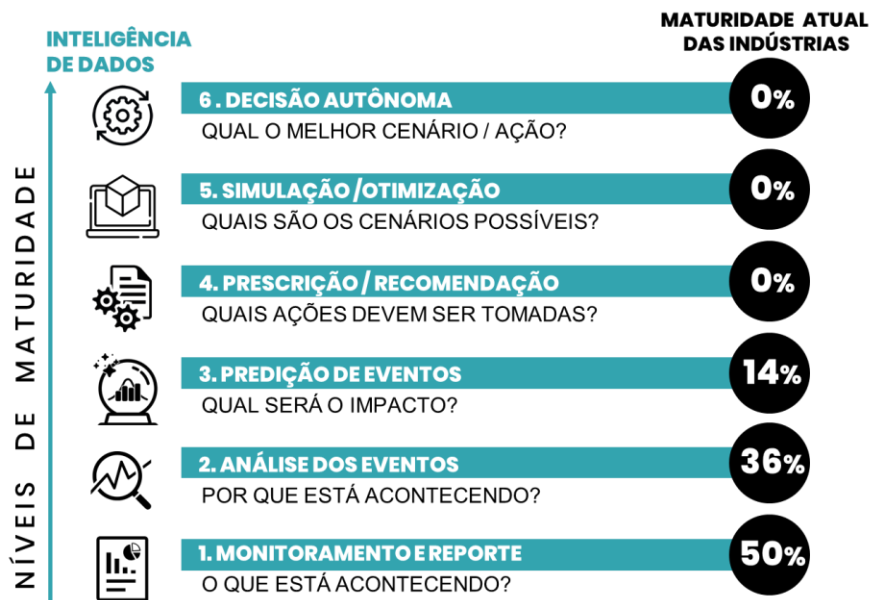 INTELIGÊNCIA
DE DADOS
MATURIDADE ATUAL
DAS INDÚSTRIAS
NÍVEIS DE MATURIDADE
6. DECISÃO AUTÔNOMA
0%
QUAL O MELHOR CENÁRIO / AÇÃO?
5. SIMULAÇÃO/OTIMIZAÇÃO
0%
QUAIS SÃO OS CENÁRIOS POSSÍVEIS?
4. PRESCRIÇÃO / RECOMENDAÇÃO
0%
QUAIS AÇÕES DEVEM SER TOMADAS?
3. PREDIÇÃO DE EVENTOS
14%
QUAL SERÁ O IMPACTO?
2. ANÁLISE DOS EVENTOS
36%
POR QUE ESTÁ ACONTECENDO?
1. MONITORAMENTO E REPORTE
50%
O QUE ESTÁ ACONTECENDO?